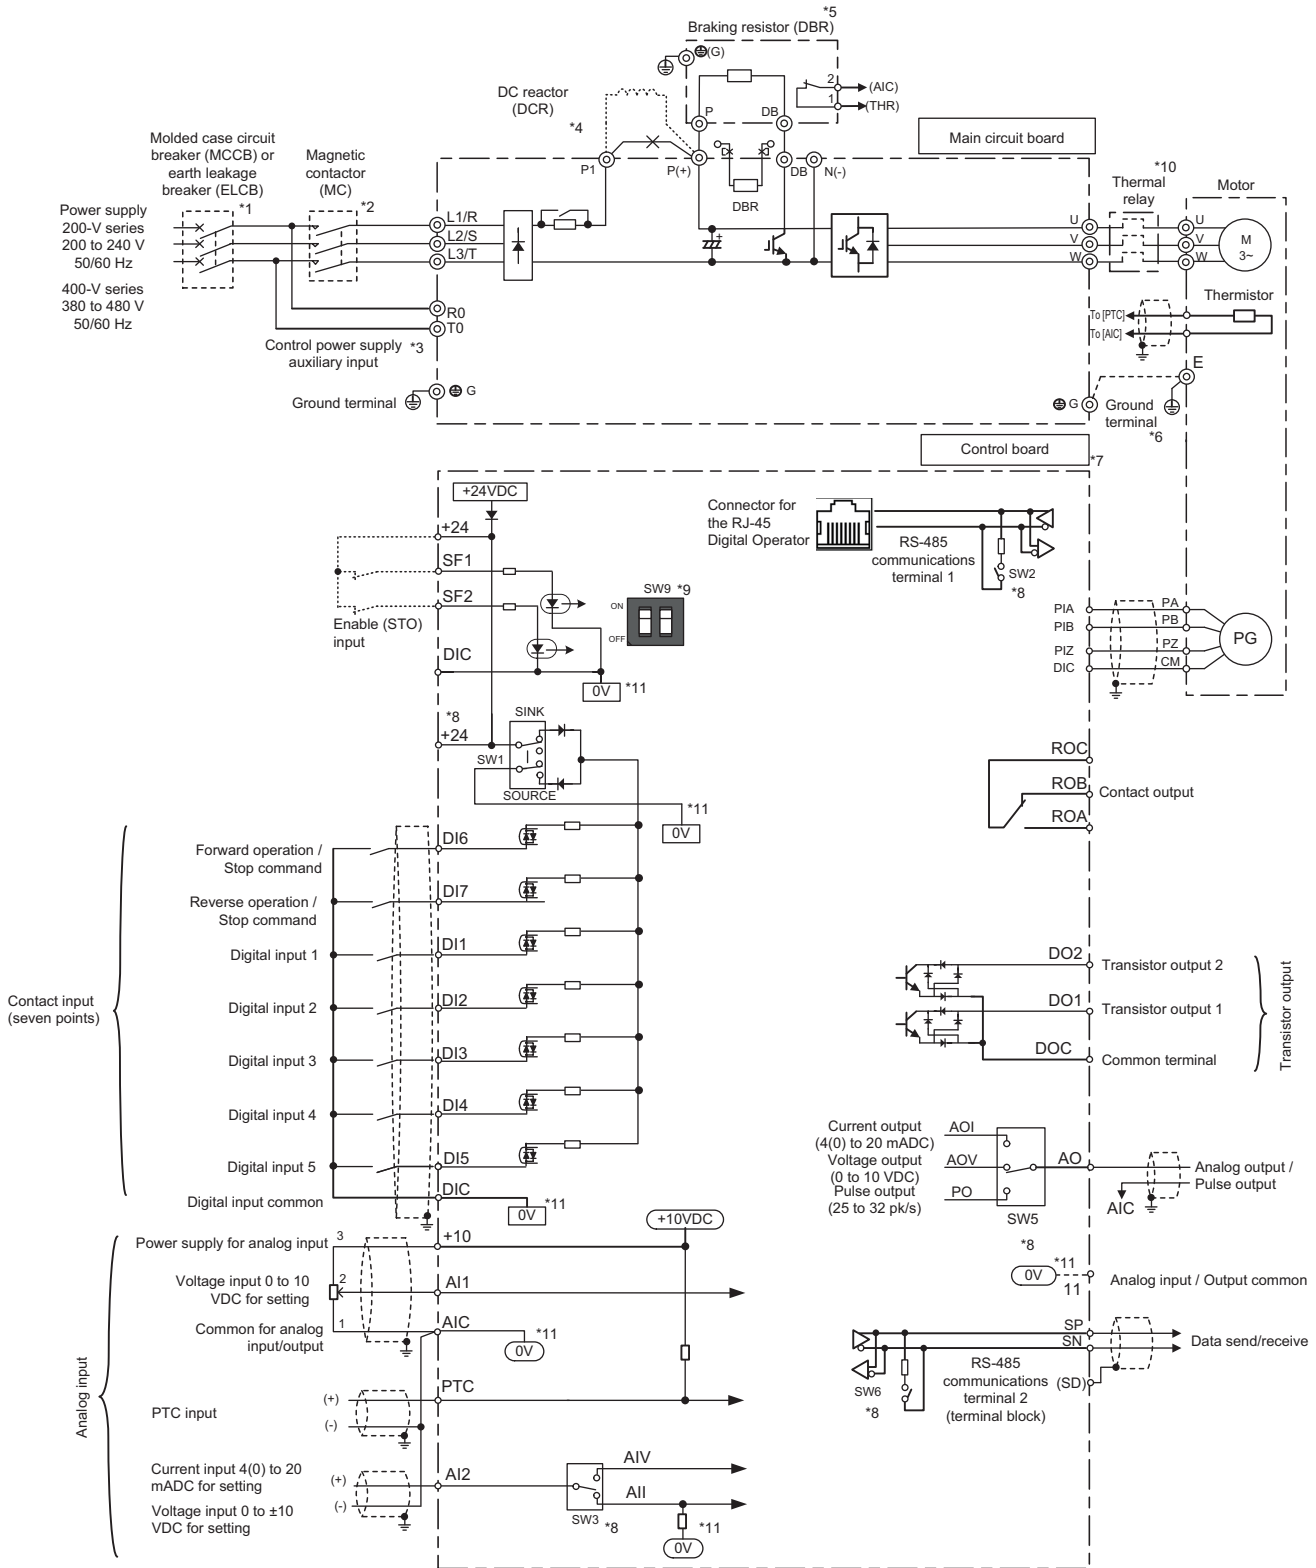 Braking resistor (DBR)
*5
(G)
2
(AIC)
1
(THR)
P
DB
DC reactor
(DCR)
*4
Main circuit board
Molded case circuit
breaker (MCCB) or
earth leakage
breaker (ELCB)
*1
Magnetic
contactor
(MC)
*2
P1
P(+)
DB
N(-)
DBR
*10
Thermal
relay
Motor
Power supply
200-V series
200 to 240 V
50/60 Hz
400-V series
380 to 480 V
50/60 Hz
L1/R
L2/S
L3/T
+
U
V
W
U
V
W
M
3~
R0
T0
Control power supply
auxiliary input
*3
Thermistor
To [PTC]
To [AIC]
E
Ground terminal
G
G
Ground
terminal
*6
Control board
*7
+24VDC
+24
SF1
SF2
Enable (STO)
input
DIC
0V
*11
SW9
*9
ON
OFF
Connector for
the RJ-45
Digital Operator
RS-485
communications
terminal 1
SW2
*8
PIA
PIB
PIZ
DIC
PA
PB
PZ
CM
PG
*8
+24
SINK
SW1
SOURCE
*11
0V
ROC
ROB
ROA
Contact output
Contact input
(seven points)
Forward operation /
Stop command
DI6
Reverse operation /
Stop command
DI7
Digital input 1
DI1
Digital input 2
DI2
Digital input 3
DI3
Digital input 4
DI4
Digital input 5
DI5
Digital input common
DIC
0V
*11
DO2
Transistor output 2
DO1
Transistor output 1
DOC
Common terminal
Transistor output
Current output
(4(0) to 20 mADC)
Voltage output
(0 to 10 VDC)
Pulse output
(25 to 32 pk/s)
AOI
AOV
PO
SW5
*8
AO
Analog output /
Pulse output
AIC
0V
*11
11
Analog input / Output common
Analog input
Power supply for analog input
3
+10
+10VDC
Voltage input 0 to 10
VDC for setting
2
AI1
Common for analog
input/output
1
AIC
0V
*11
PTC input
(+)
(-)
PTC
Current input 4(0) to 20
mADC for setting
Voltage input 0 to ±10
VDC for setting
(+)
(-)
AI2
AIV
AII
SW3
*8
*11
0V
SP
SN
(SD)
Data send/receive
SW6
*8
RS-485
communications
terminal 2
(terminal block)